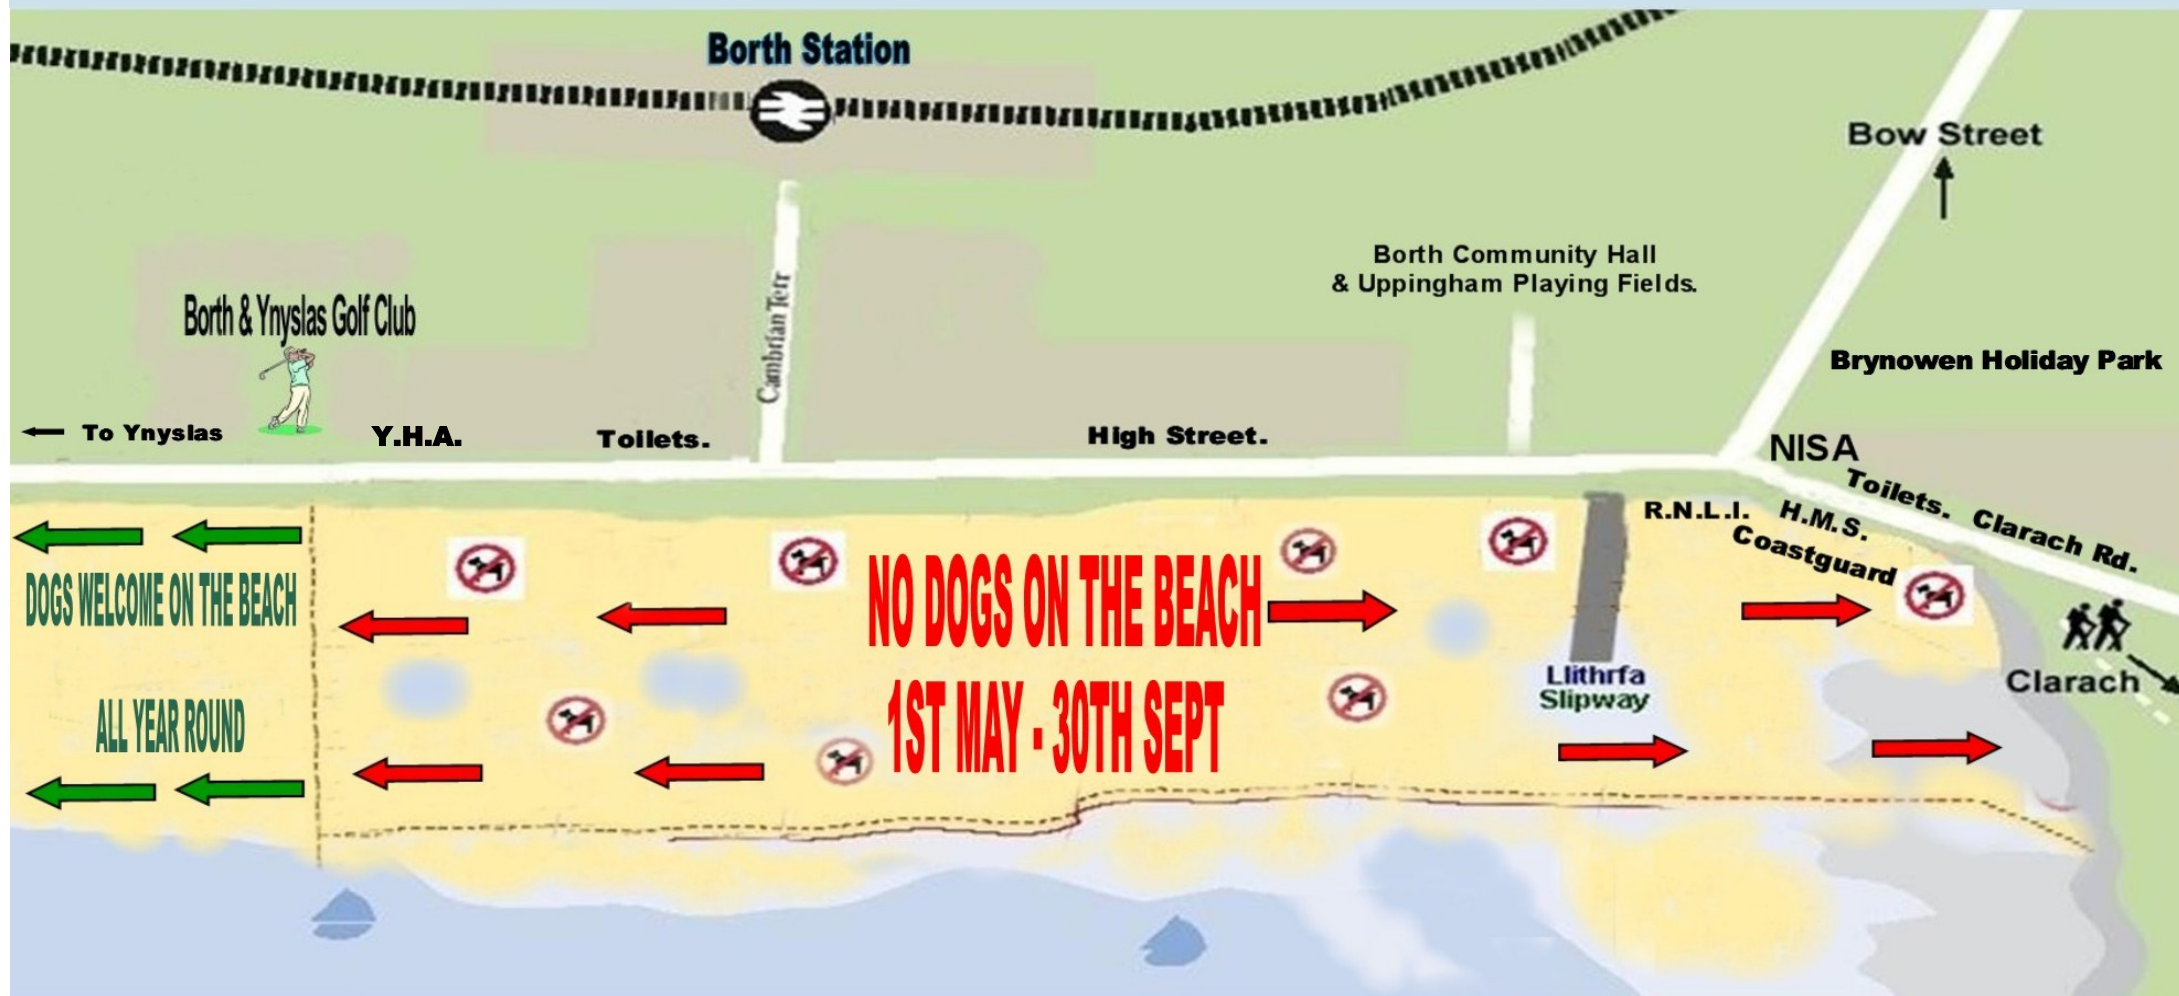 Borth Station
Bow Street
Borth Community Hall
& Uppingham Playing Fields.
Borth & Ynyslas Golf Club
Cambrian Terr
Brynowen Holiday Park
To Ynyslas
Y.H.A.
Toilets.
High Street.
NISA
Toilets. Clarach Rd.
R.N.L.I.
H.M.S.
Coastguard
DOGS WELCOME ON THE BEACH
ALL YEAR ROUND
NO DOGS ON THE BEACH
1ST MAY - 30TH SEPT
Llithrfa
Slipway
Clarach